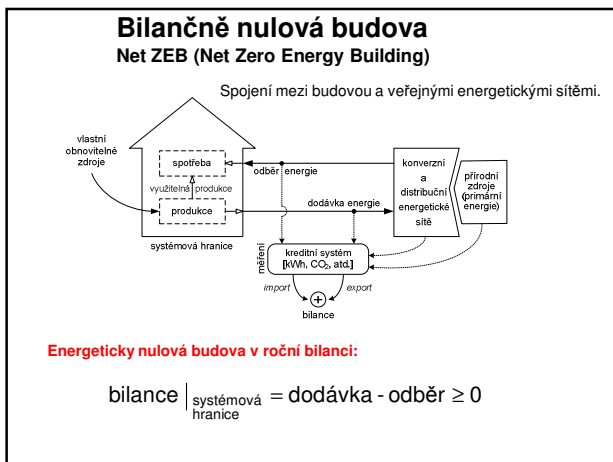 Bilančně nulová budova
Net ZEB (Net Zero Energy Building)
Spojení mezi budovou a veřejnými energetickými sítěmi.
vlastní
obnovitelné
zdroje
spotřeba
využitelná produkce
produkce
systémová hranice
odběr energie
dodávka energie
konverzní
a
distribuční
energetické
sítě
přírodní
zdroje
(primární
energie)
měření
kreditní systém
[kWh, CO2, atd.]
import
export
+
bilance
Energeticky nulová budova v roční bilanci:
bilance | systémová hranice = dodávka - odběr ≥ 0